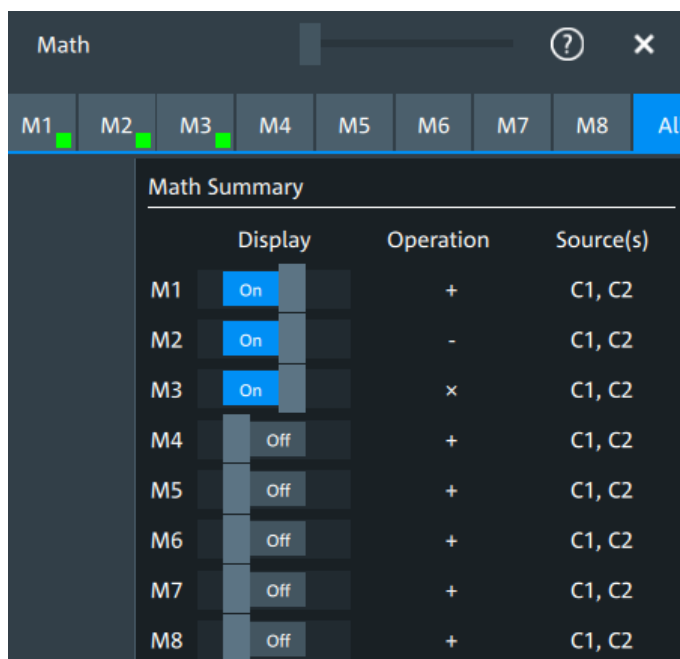 Math ? ×
M1 M2 M3 M4 M5 M6 M7 M8 Al
Math Summary
Display Operation Source(s)
M1 On + C1, C2
M2 On - C1, C2
M3 On × C1, C2
M4 Off + C1, C2
M5 Off + C1, C2
M6 Off + C1, C2
M7 Off + C1, C2
M8 Off + C1, C2